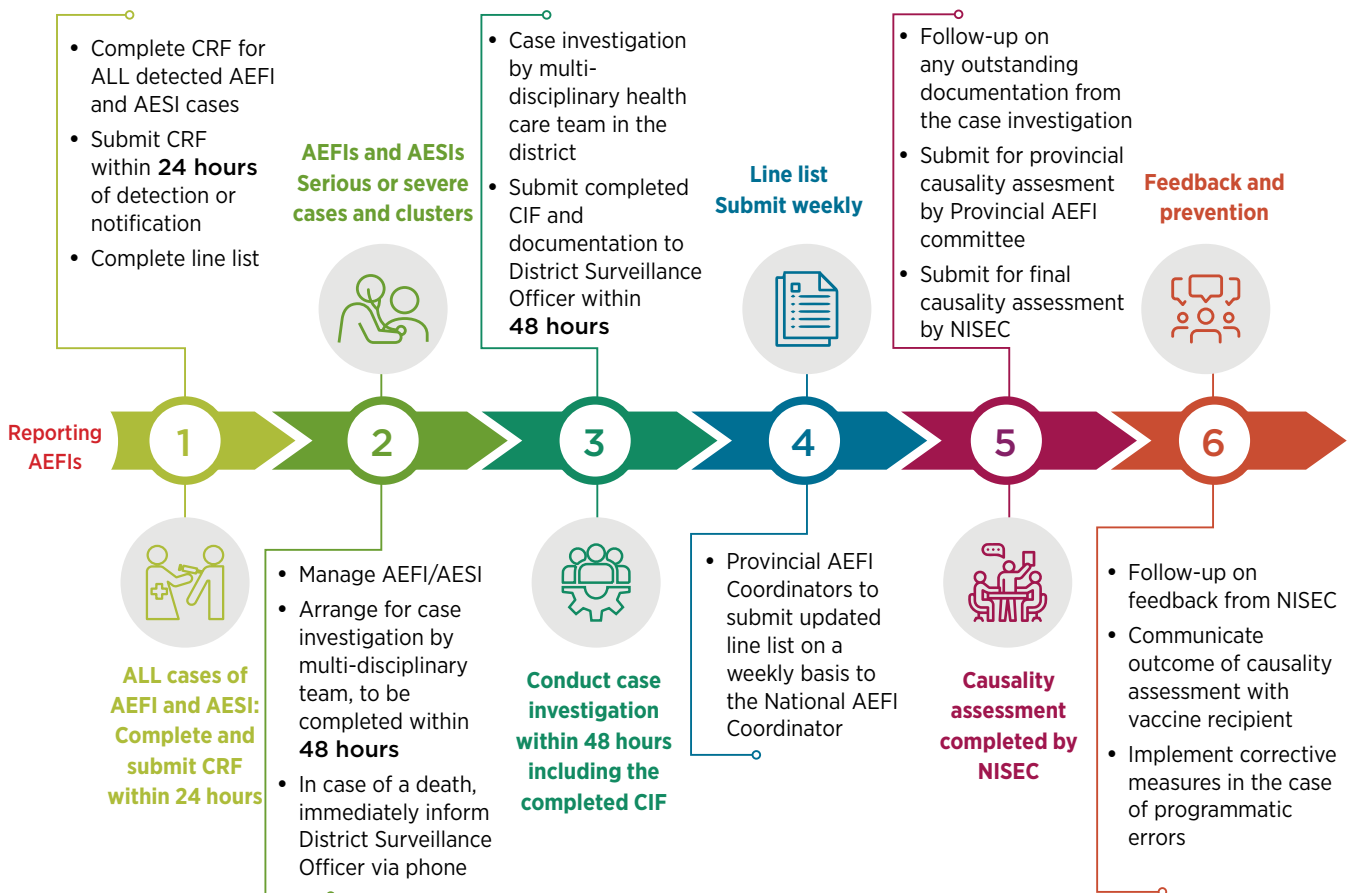 Reporting
AEFIs
1
• Complete CRF for
ALL detected AEFI
and AESI cases
• Submit CRF
within 24 hours
of detection or
notification
• Complete line list
ALL cases of
AEFI and AESI:
Complete and
submit CRF
within 24 hours
2
AEFIs and AESIs
Serious or severe
cases and clusters
• Manage AEFI/AESI
• Arrange for case
investigation by
multi-disciplinary
team, to be
completed within
48 hours
• In case of a death,
immediately inform
District Surveillance
Officer via phone
3
• Case investigation
by multi-
disciplinary health
care team in the
district
• Submit completed
CIF and
documentation to
District Surveillance
Officer within
48 hours
Conduct case
investigation
within 48 hours
including the
completed CIF
4
Line list
Submit weekly
• Provincial AEFI
Coordinators to
submit updated
line list on a
weekly basis to
the National AEFI
Coordinator
5
• Follow-up on
any outstanding
documentation from
the case investigation
• Submit for provincial
causality assesment
by Provincial AEFI
committee
• Submit for final
causality assessment
by NISEC
Causality
assessment
completed by
NISEC
6
Feedback and
prevention
• Follow-up on
feedback from NISEC
• Communicate
outcome of causality
assessment with
vaccine recipient
• Implement corrective
measures in the case
of programmatic
errors